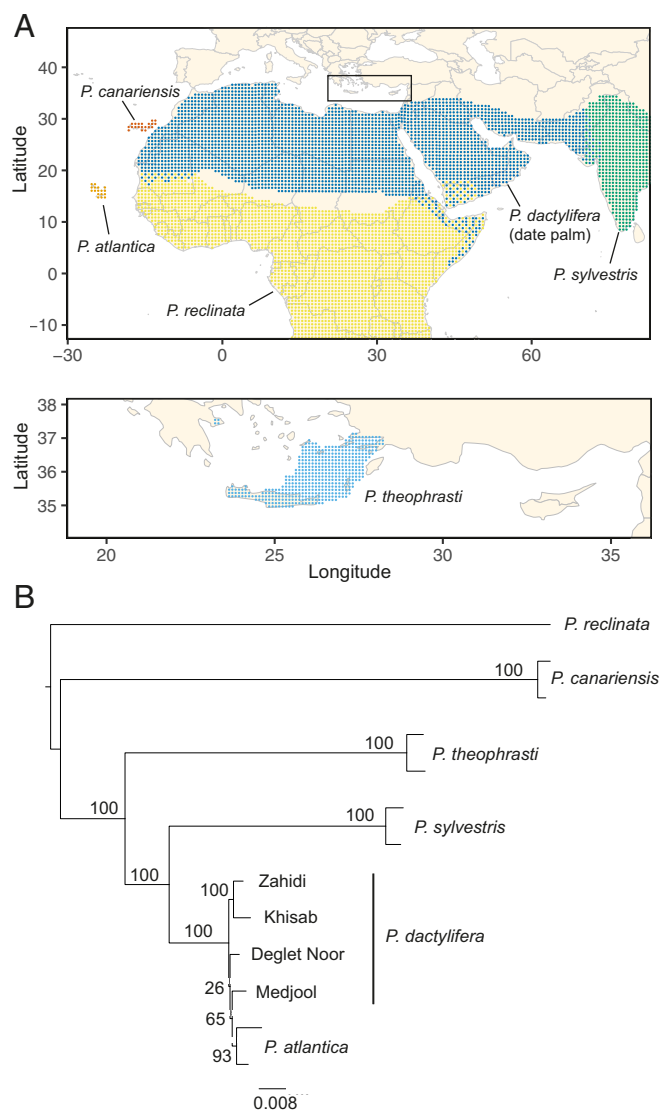 A
Latitude
40
30
20
10
0
−10
P. canariensis
P. atlantica
P. reclinata
P. dactylifera
(date palm)
P. sylvestris
−30
0
30
60
Latitude
38
37
36
35
P. theophrasti
20
25
30
35
Longitude
B
P. reclinata
100
P. canariensis
100
P. theophrasti
100
100
P. sylvestris
100
Zahidi
100
Khisab
P. dactylifera
100
Deglet Noor
26
Medjool
65
P. atlantica
93
0.008